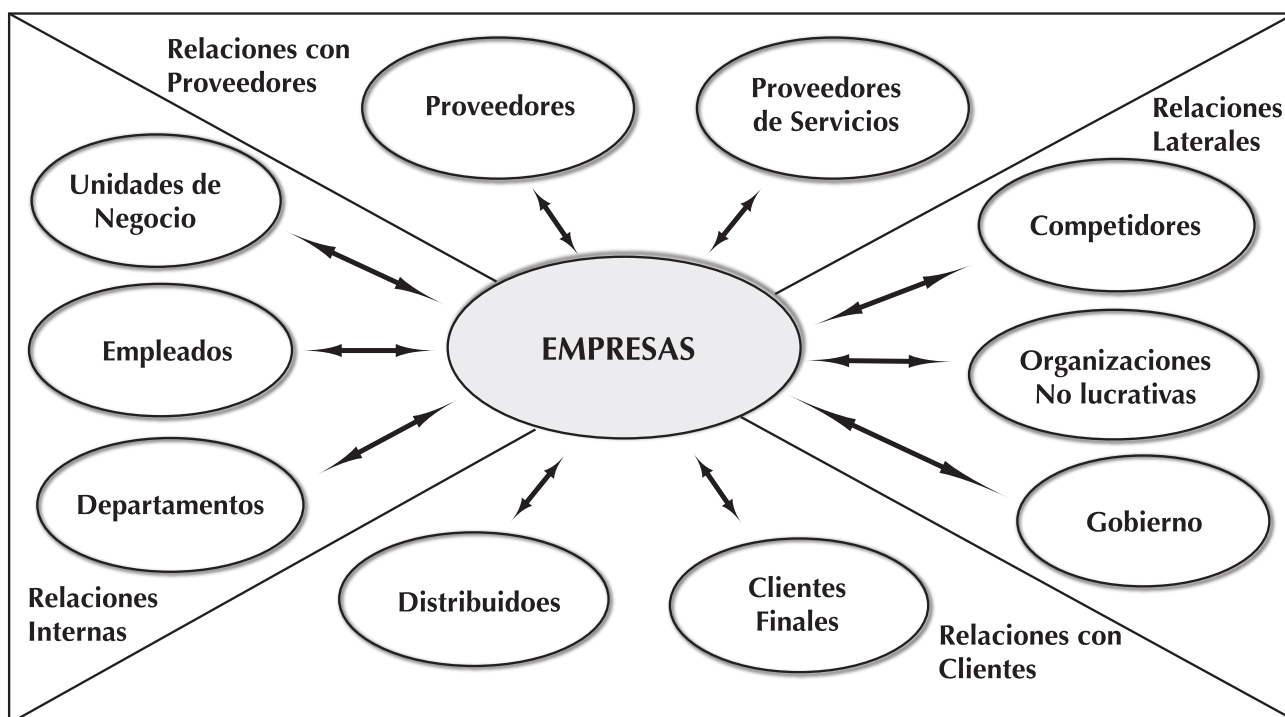 Relaciones con
Proveedores
Proveedores
Proveedores
de Servicios
Relaciones
Laterales
Unidades de
Negocio
Competidores
Empleados
EMPRESAS
Organizaciones
No lucrativas
Departamentos
Gobierno
Relaciones
Internas
Distribuidoes
Clientes
Finales
Relaciones con
Clientes